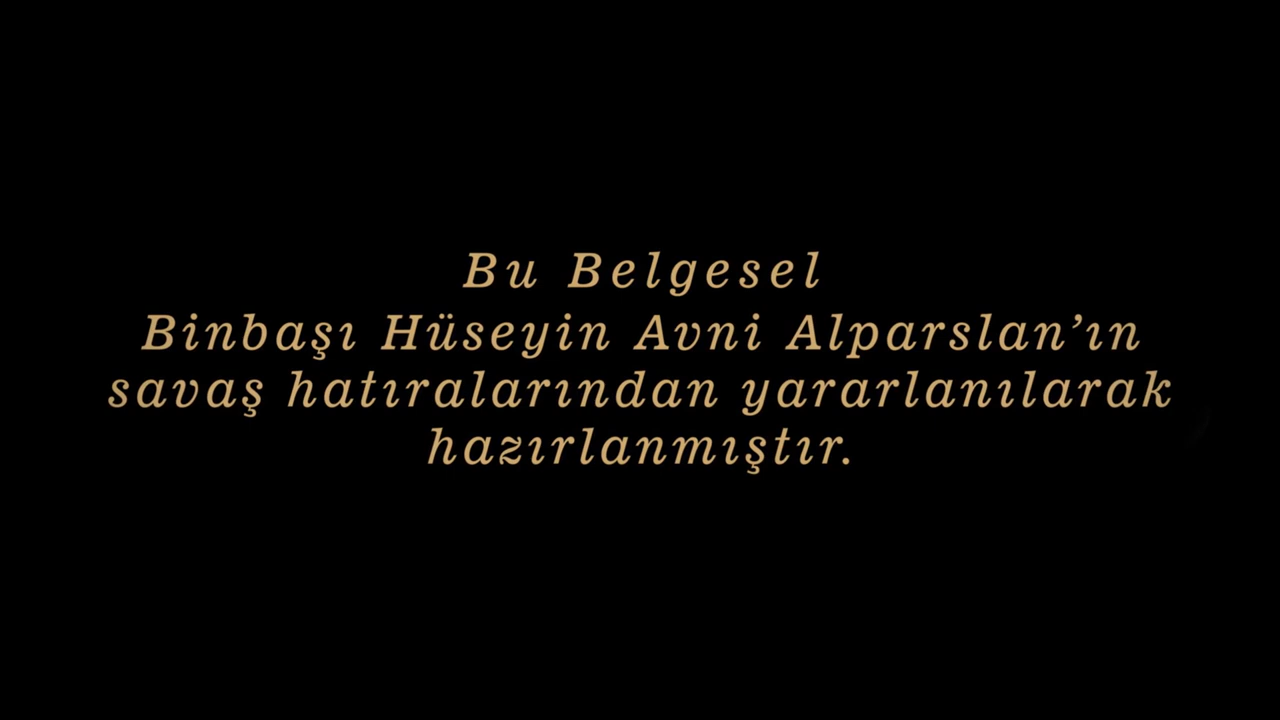 Bu Belgesel
Binbaşı Hüseyin Avni Alparslan’ın
savaş hatıralarından yararlanılarak
hazırlanmıştır.